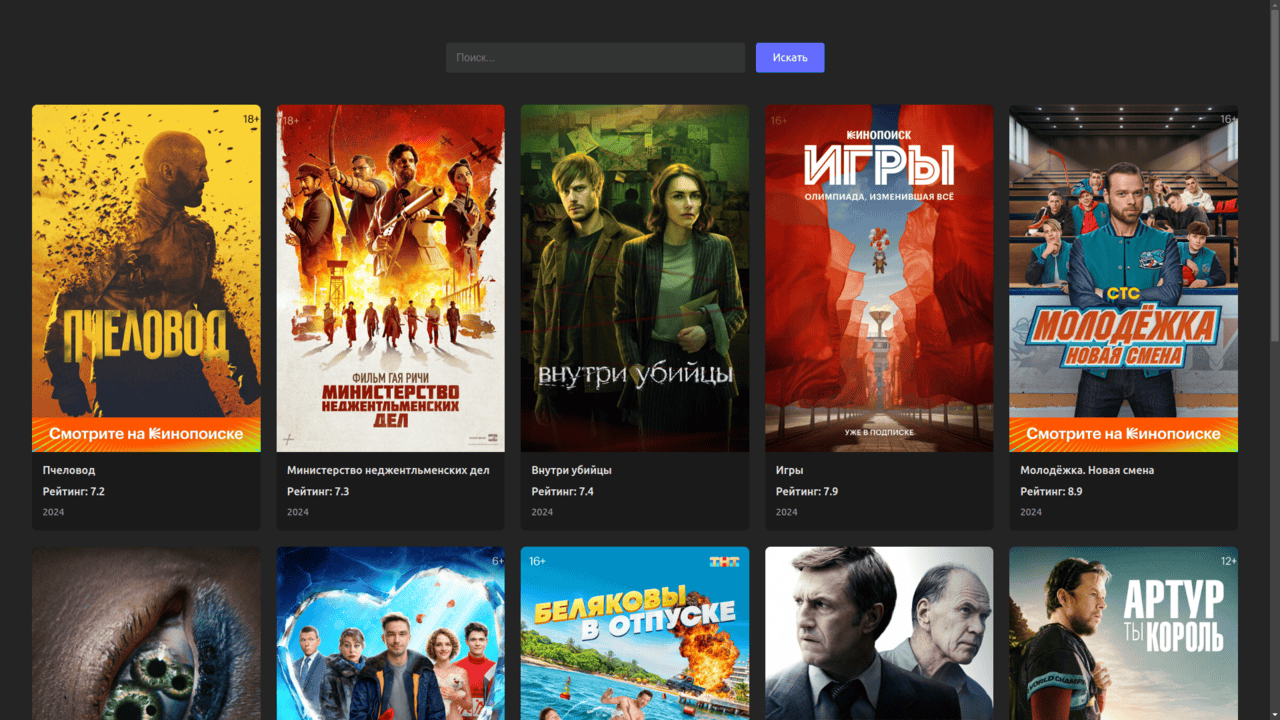 Поиск...
Искать
18+
ПЧЕЛОВОД
Смотрите на Кинопоиске
Пчеловод
Рейтинг: 7.2
2024
18+
ФИЛЬМ ГАЯ РИЧИ
МИНИСТЕРСТВО
НЕДЖЕНТЛЬМЕНСКИХ
ДЕЛ
Министерство неджентльменских дел
Рейтинг: 7.3
2024
внутри убийцы
Внутри убийцы
Рейтинг: 7.4
2024
16+
КИНОПОИСК
ИГРЫ
ОЛИМПИАДА, ИЗМЕНИВШАЯ ВСЁ
УЖЕ В ПОДПИСКЕ
Игры
Рейтинг: 7.9
2024
16+
СТС
МОЛОДЁЖКА
НОВАЯ СМЕНА
Смотрите на Кинопоиске
Молодёжка. Новая смена
Рейтинг: 8.9
2024
6+
16+
ТНТ
БЕЛЯКОВЫ
В ОТПУСКЕ
12+
АРТУР
ТЫ КОРОЛЬ
WORLD CHAMPS